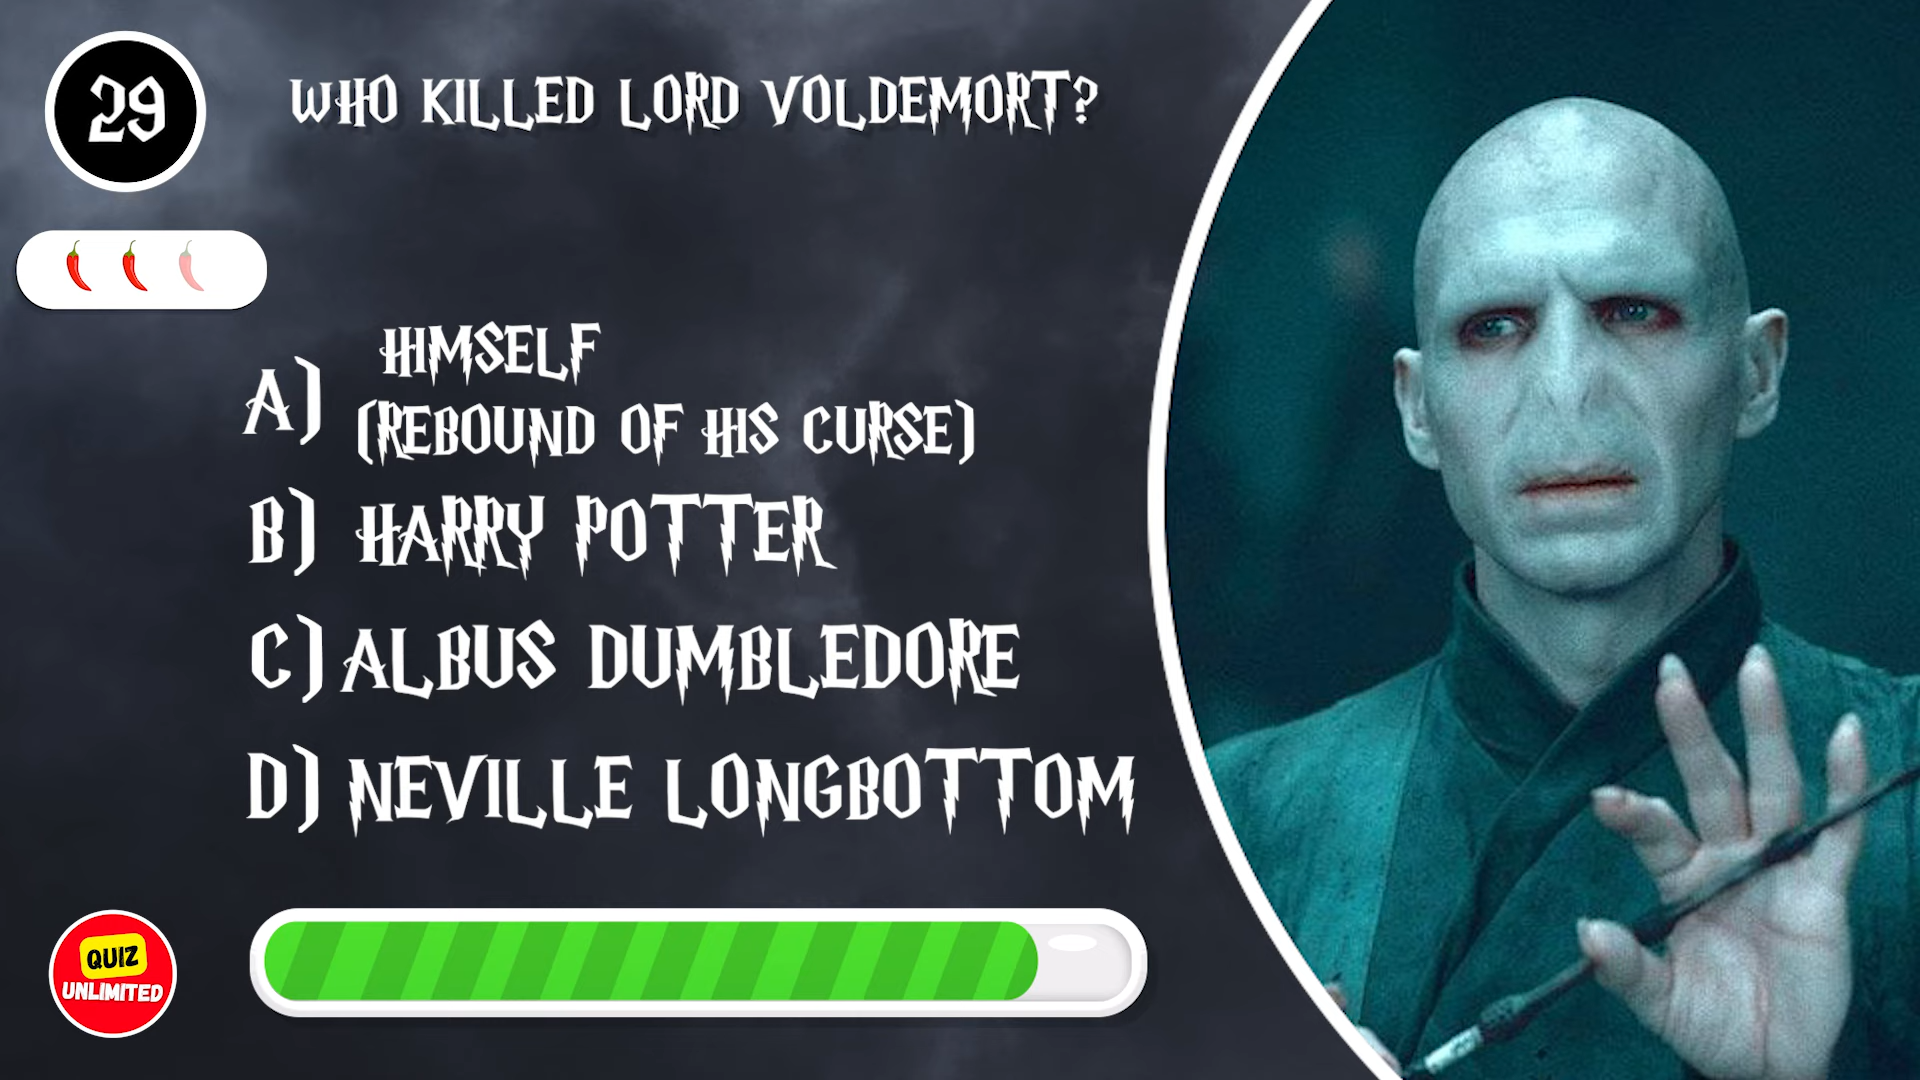 29
WHO KILLED LORD VOLDEMORT?
A) HIMSELF
(REBOUND OF HIS CURSE)
B) HARRY POTTER
C) ALBUS DUMBLEDORE
D) NEVILLE LONGBOTTOM
QUIZ
UNLIMITED